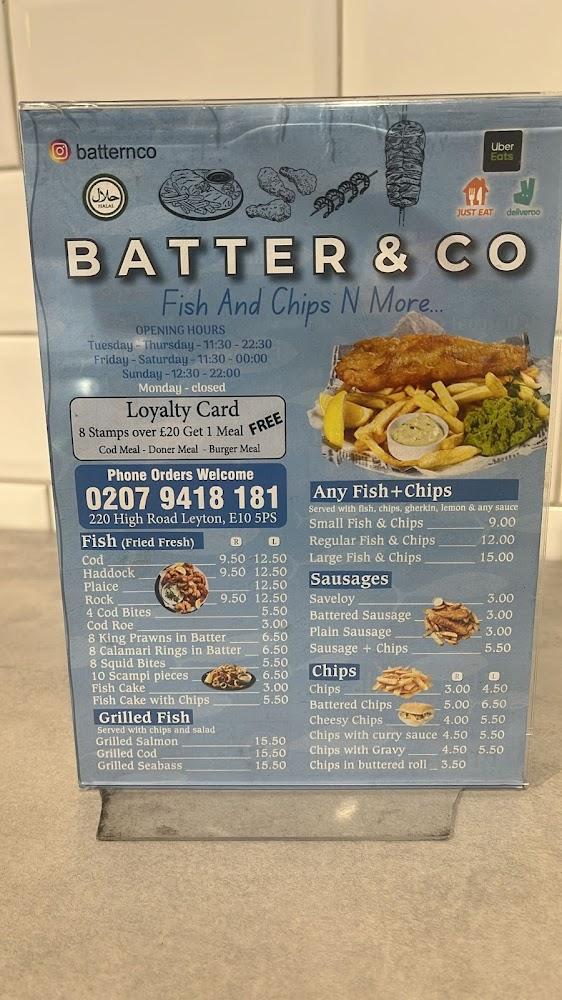 batternco
Uber
Eats
حلال
HALAL
JUST EAT
deliveroo
BATTER & CO
Fish And Chips N More...
OPENING HOURS
Tuesday - Thursday - 11:30 - 22:30
Friday - Saturday - 11:30 - 00:00
Sunday - 12:30 - 22:00
Monday - closed
Loyalty Card
8 Stamps over £20 Get 1 Meal FREE
Cod Meal - Doner Meal - Burger Meal
Phone Orders Welcome
0207 9418 181
220 High Road Leyton, E10 5PS
Fish (Fried Fresh) R L
Cod 9.50 12.50
Haddock 9.50 12.50
Plaice 12.50
Rock 9.50 12.50
4 Cod Bites 5.50
Cod Roe 3.00
8 King Prawns in Batter 6.50
8 Calamari Rings in Batter 6.50
8 Squid Bites 5.50
10 Scampi pieces 6.50
Fish Cake 3.00
Fish Cake with Chips 5.50
Grilled Fish
Served with chips and salad
Grilled Salmon 15.50
Grilled Cod 15.50
Grilled Seabass 15.50
Any Fish+Chips
Served with fish, chips, gherkin, lemon & any sauce
Small Fish & Chips 9.00
Regular Fish & Chips 12.00
Large Fish & Chips 15.00
Sausages
Saveloy 3.00
Battered Sausage 3.00
Plain Sausage 3.00
Sausage + Chips 5.50
Chips R L
Chips 3.00 4.50
Battered Chips 5.00 6.50
Cheesy Chips 4.00 5.50
Chips with curry sauce 4.50 5.50
Chips with Gravy 4.50 5.50
Chips in buttered roll 3.50